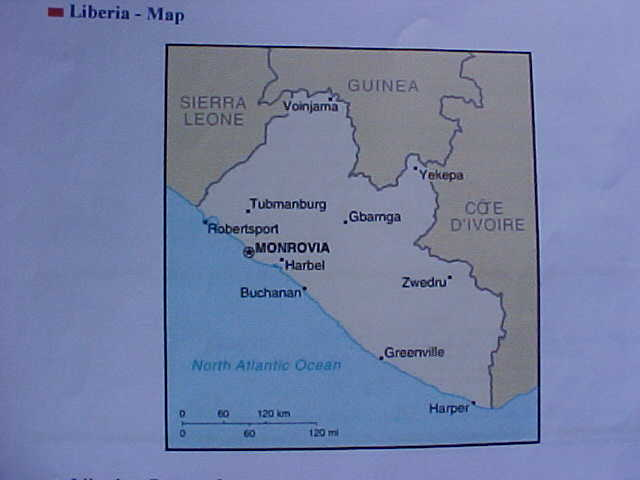 Liberia - Map
GUINEA
SIERRA
LEONE
Voinjama
Yekepa
Tubmanburg
Gbarnga
CÔTE
D'IVOIRE
Robertsport
MONROVIA
Harbel
Zwedru
Buchanan
Greenville
North Atlantic Ocean
Harper
0 60 120 km
0 60 120 mi